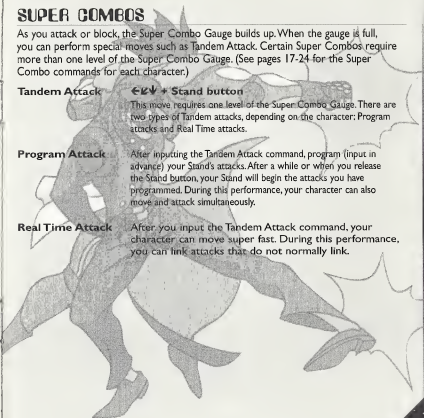 SUPER COMBOS
As you attack or block, the Super Combo Gauge builds up. When the gauge is full,
you can perform special moves such as Tandem Attack. Certain Super Combos require
more than one level of the Super Combo Gauge. (See pages 17-24 for the Super
Combo commands for each character.)
Tandem Attack ←↙↓ + Stand button
This move requires one level of the Super Combo Gauge. There are
two types of Tandem attacks, depending on the character: Program
attacks and Real Time attacks.
Program Attack After inputting the Tandem Attack command, program (input in
advance) your Stand's attacks. After a while or when you release
the Stand button, your Stand will begin the attacks you have
programmed. During this performance, your character can also
move and attack simultaneously.
Real Time Attack After you input the Tandem Attack command, your
character can move super fast. During this performance,
you can link attacks that do not normally link.